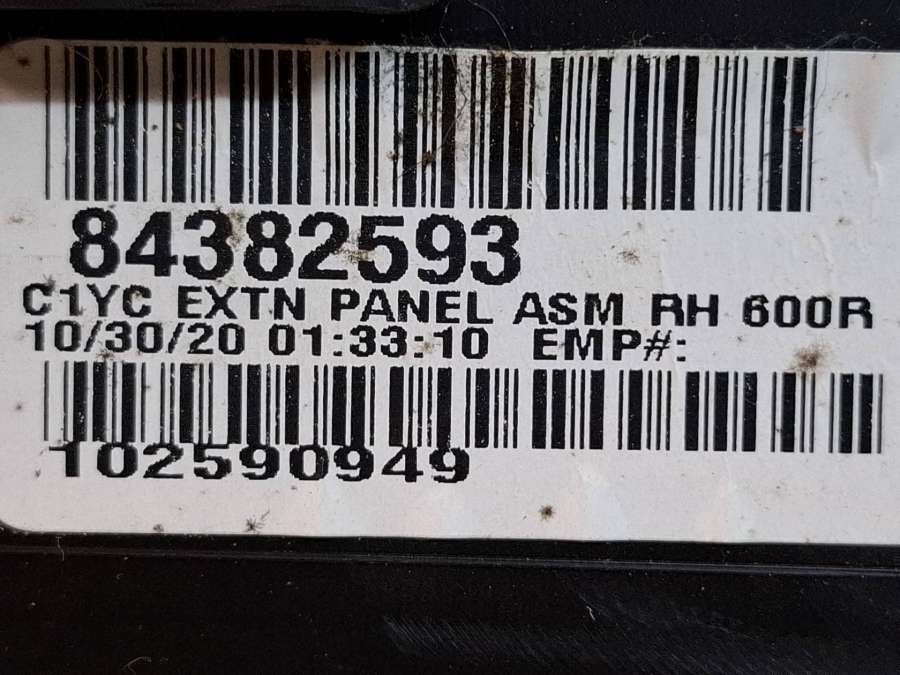 84382593
C1YC EXTN PANEL ASM RH 600R
10/30/20 01:33:10 EMP#:
102590949